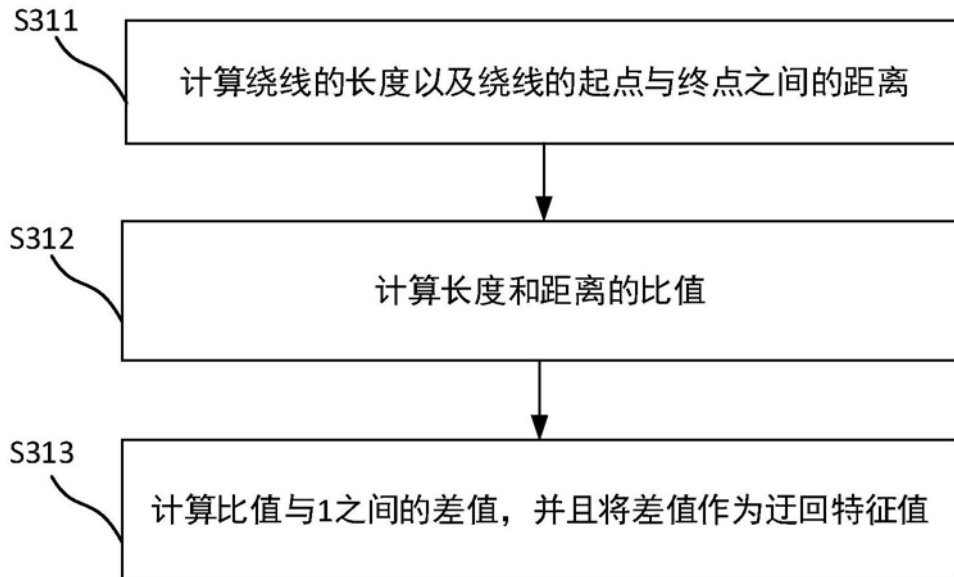 S311
计算绕线的长度以及绕线的起点与终点之间的距离
S312
计算长度和距离的比值
S313
计算比值与1之间的差值，并且将差值作为迂回特征值